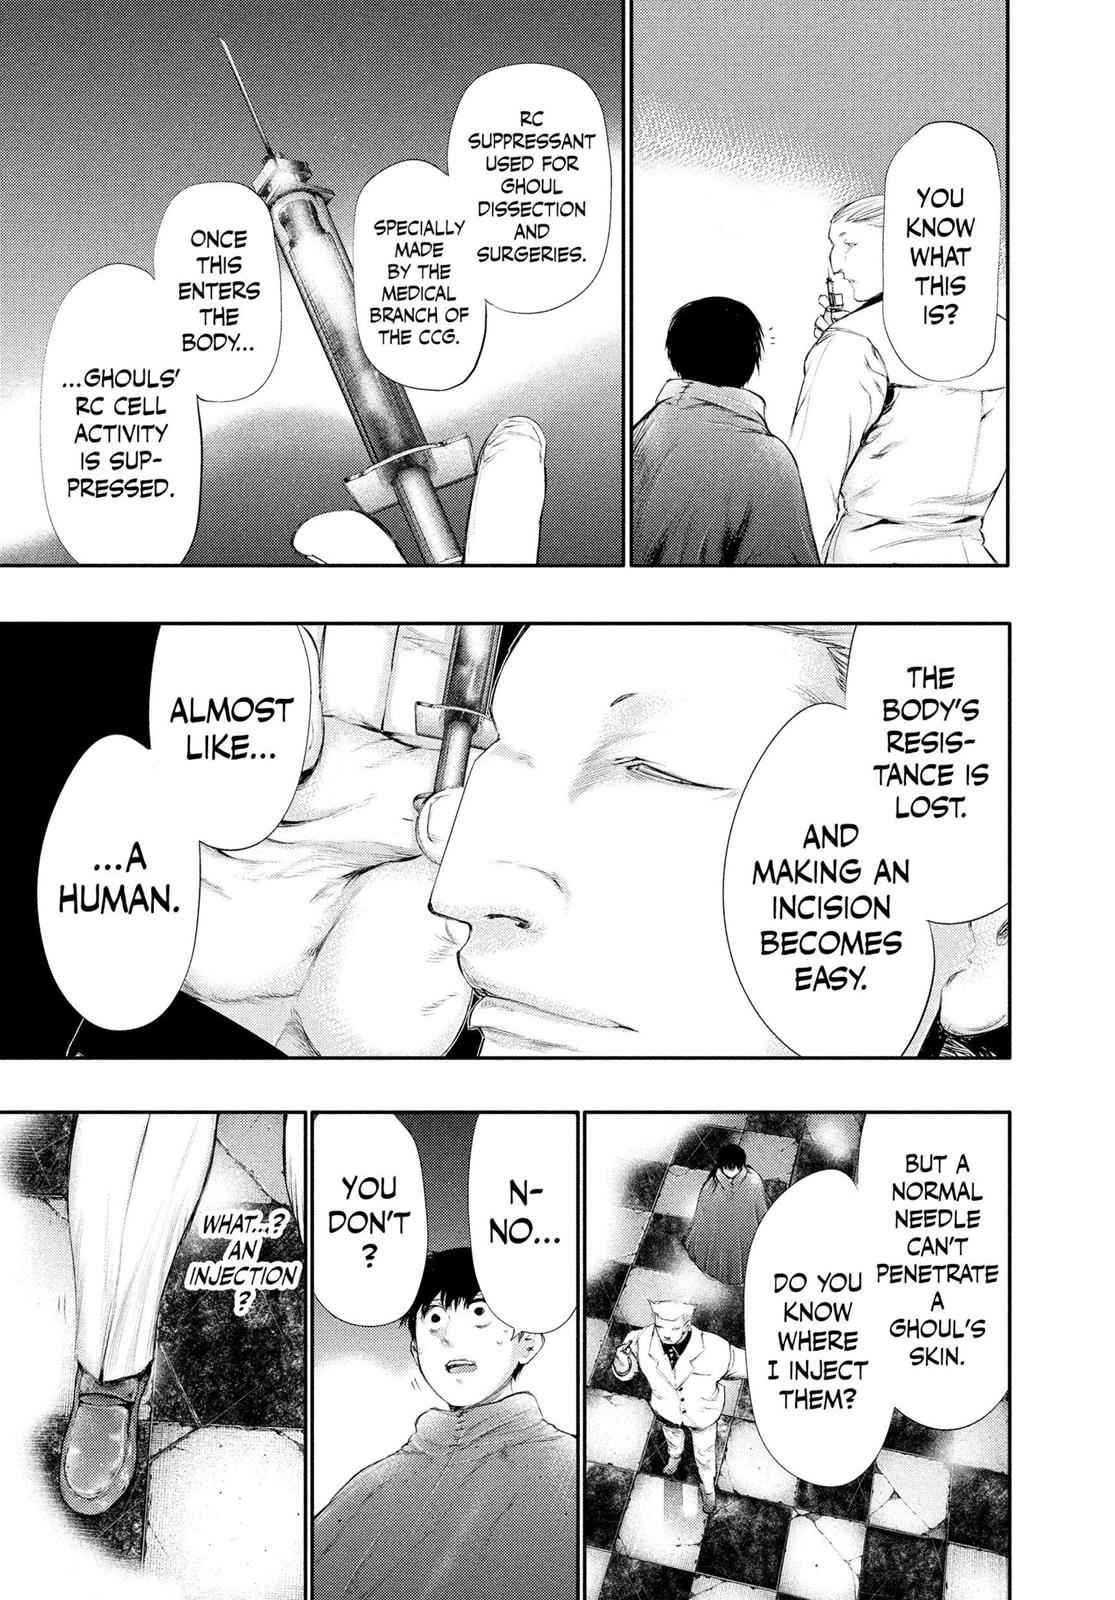 YOU
KNOW
WHAT
THIS
IS?
RC
SUPPRESSANT
USED FOR
GHOUL
DISSECTION
AND
SURGERIES.
SPECIALLY
MADE
BY THE
MEDICAL
BRANCH OF
THE CCG.
ONCE
THIS
ENTERS
THE
BODY...
...GHOULS'
RC CELL
ACTIVITY
IS SUP-
PRESSED.
THE
BODY'S
RESIS-
TANCE IS
LOST.
AND
MAKING AN
INCISION
BECOMES
EASY.
ALMOST
LIKE...
...A
HUMAN.
BUT A
NORMAL
NEEDLE
CAN'T
PENETRATE
A
GHOUL'S
SKIN.
DO YOU
KNOW
WHERE
I INJECT
THEM?
N-
NO...
YOU
DON'T
?
WHAT...?
AN
INJECTION
?